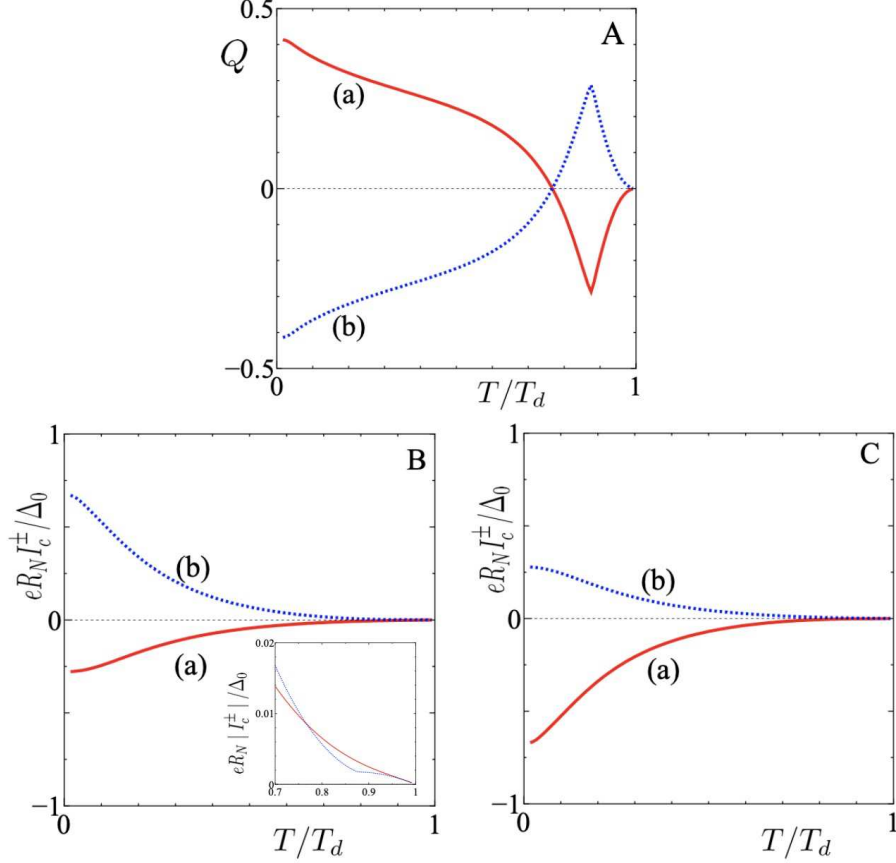 0.5
A
Q
(a)
0
(b)
−0.5
0
1
T/T_d
1
B
eR_N I_c^± /Δ_0
(b)
0
(a)
0.02
eR_N | I_c^± | /Δ_0
0.01
0
0.7
0.8
0.9
1
−1
0
1
T/T_d
1
C
eR_N I_c^± /Δ_0
(b)
0
(a)
−1
0
1
T/T_d